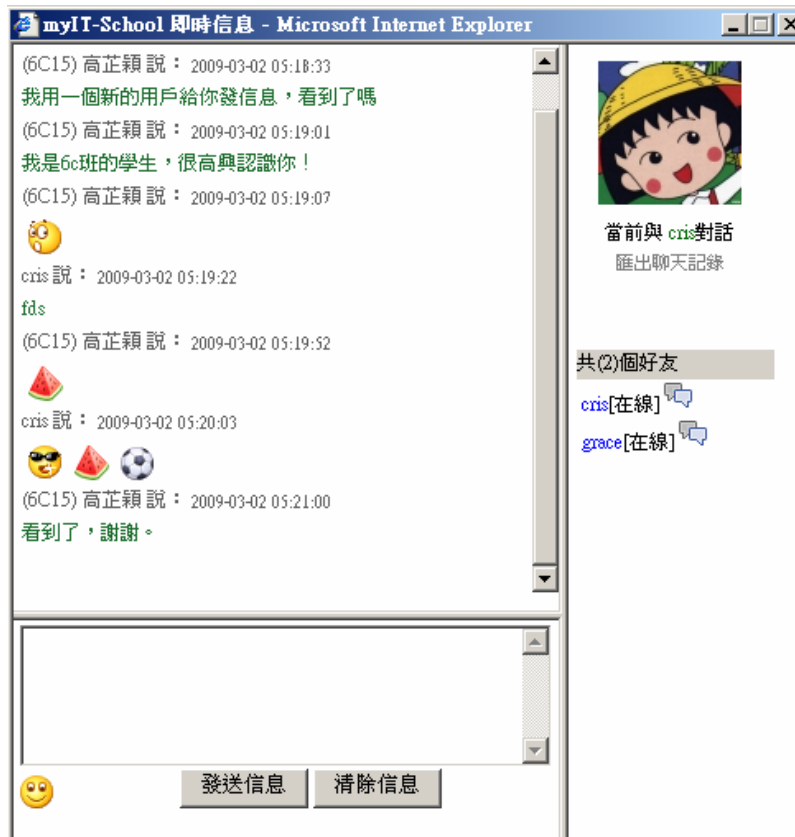 myIT-School 即時信息 - Microsoft Internet Explorer
(6C15) 高芷穎 說： 2009-03-02 05:18:33
我用一個新的用戶給你發信息，看到了嗎
(6C15) 高芷穎 說： 2009-03-02 05:19:01
我是6c班的學生，很高興認識你！
(6C15) 高芷穎 說： 2009-03-02 05:19:07
cris 說： 2009-03-02 05:19:22
fds
(6C15) 高芷穎 說： 2009-03-02 05:19:52
cris 說： 2009-03-02 05:20:03
(6C15) 高芷穎 說： 2009-03-02 05:21:00
看到了，謝謝。
發送信息 清除信息
當前與 cris對話
匯出聊天記錄
共(2)個好友
cris[在線]
grace[在線]